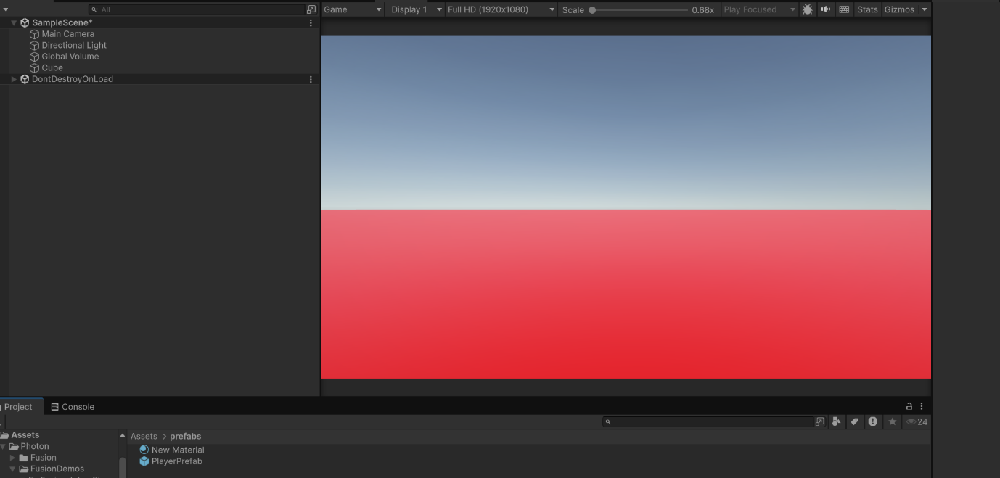 All
Game
Display 1
Full HD (1920x1080)
Scale
0.68x
Play Focused
Stats
Gizmos
SampleScene*
Main Camera
Directional Light
Global Volume
Cube
DontDestroyOnLoad
Project
Console
24
Assets
Photon
Fusion
FusionDemos
Assets > prefabs
New Material
PlayerPrefab